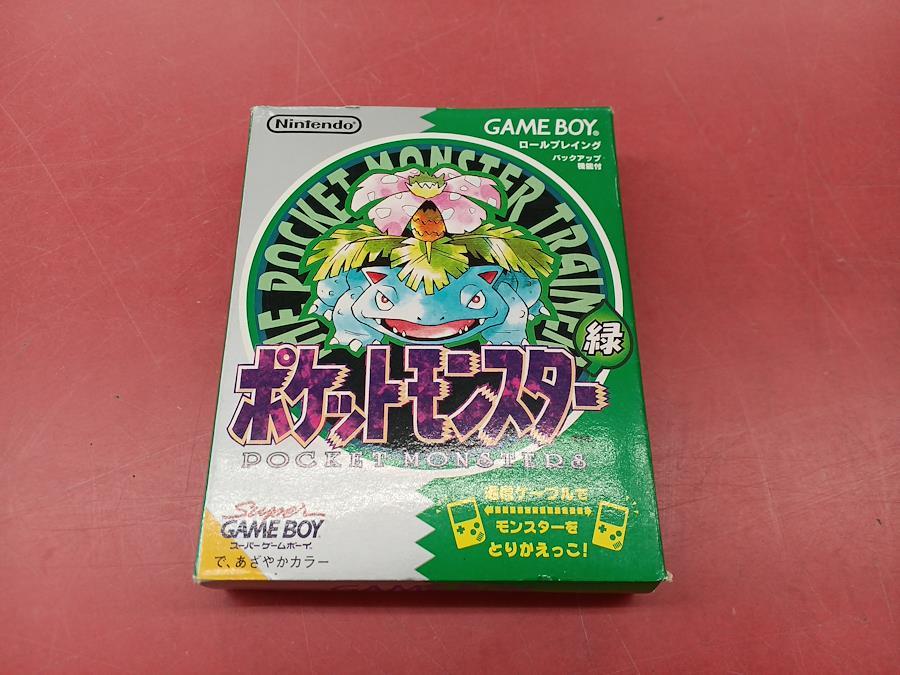 Nintendo
GAME BOY®
ロールプレイング
バックアップ
機能付
THE POCKET MONSTER TRAINER
緑
ポケットモンスター
POCKET MONSTERS
Super
GAME BOY
スーパーゲームボーイ
で、あざやかカラー
通信ケーブルで
モンスターを
とりかえっこ!
GAME